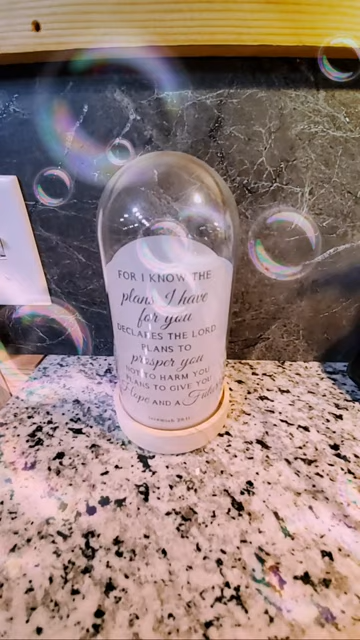 FOR I KNOW THE
plans I have
for you
DECLARES THE LORD
PLANS TO
prosper you
NOT TO HARM YOU
PLANS TO GIVE YOU
Hope AND A Future